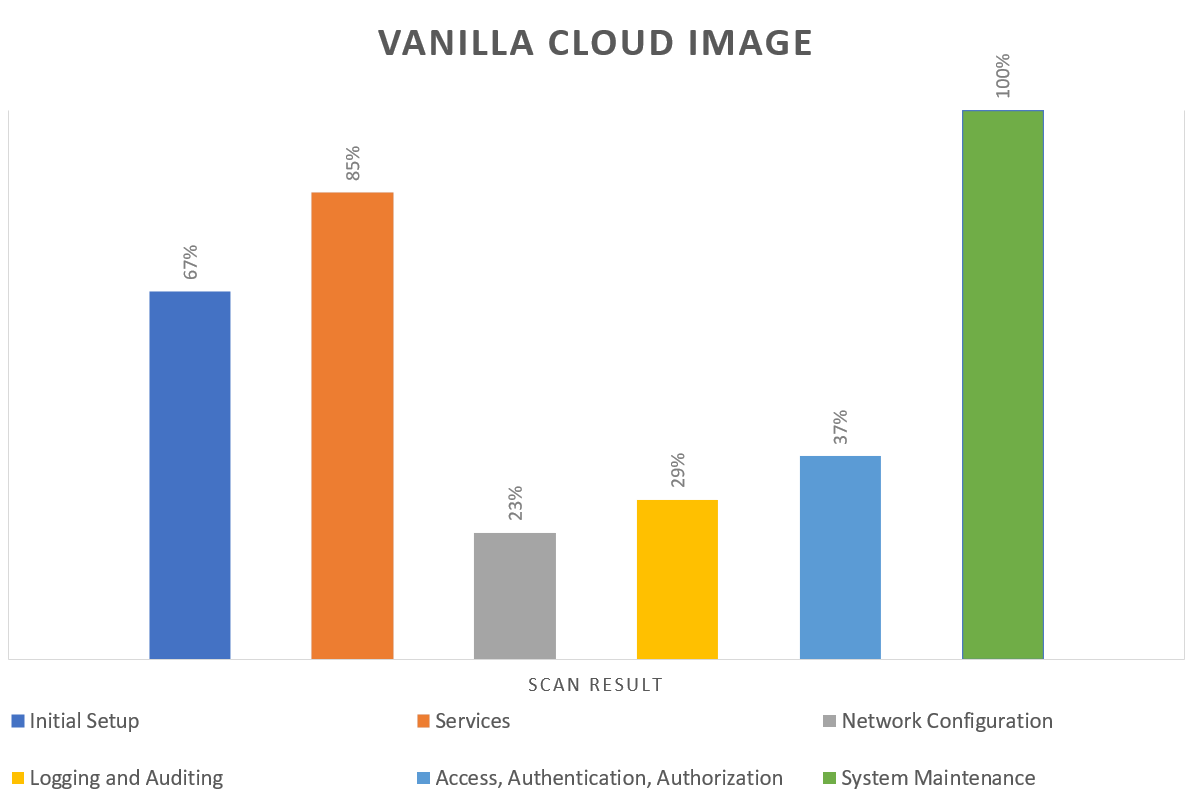 VANILLA CLOUD IMAGE
67%
85%
23%
29%
37%
100%
SCAN RESULT
Initial Setup
Services
Network Configuration
Logging and Auditing
Access, Authentication, Authorization
System Maintenance